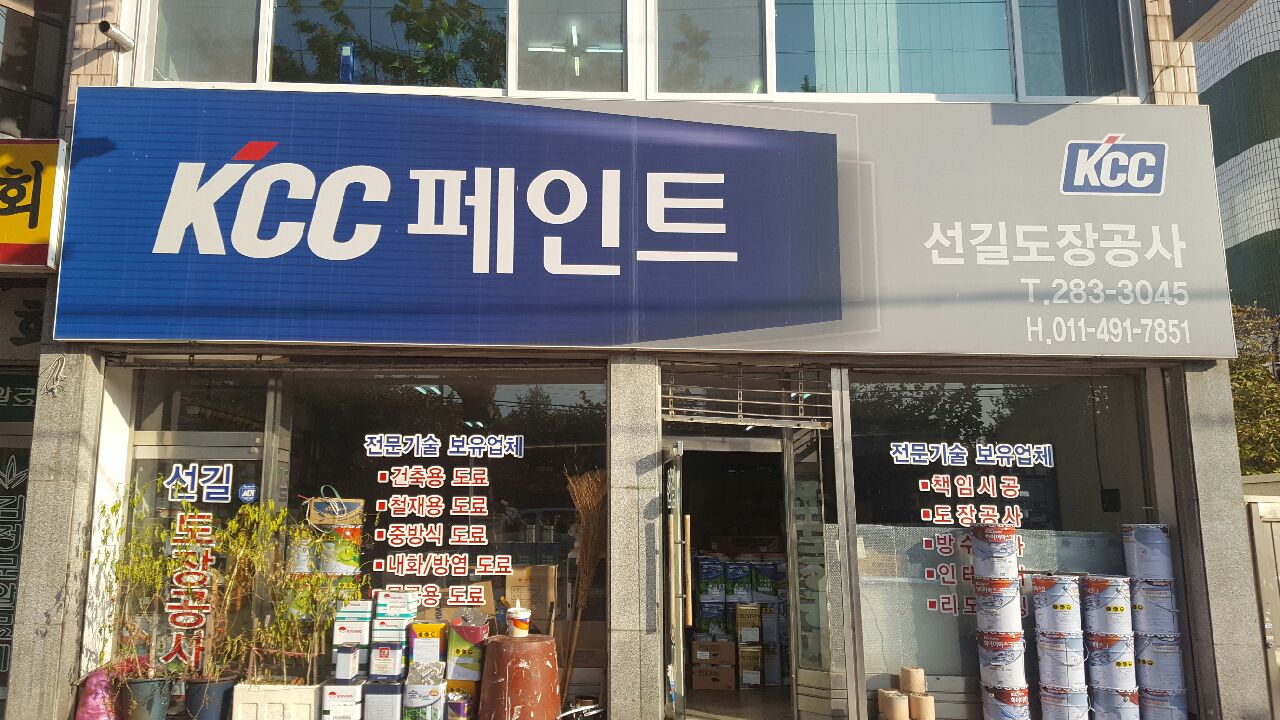 KCC 페인트
KCC
선길도장공사
T.283-3045
H.011-491-7851
회
전문기술 보유업체
건축용 도료
철재용 도료
중방식 도료
내화/방염 도료
용 도료
선길
도장공사
ADT
전문기술 보유업체
책임시공
도장공사